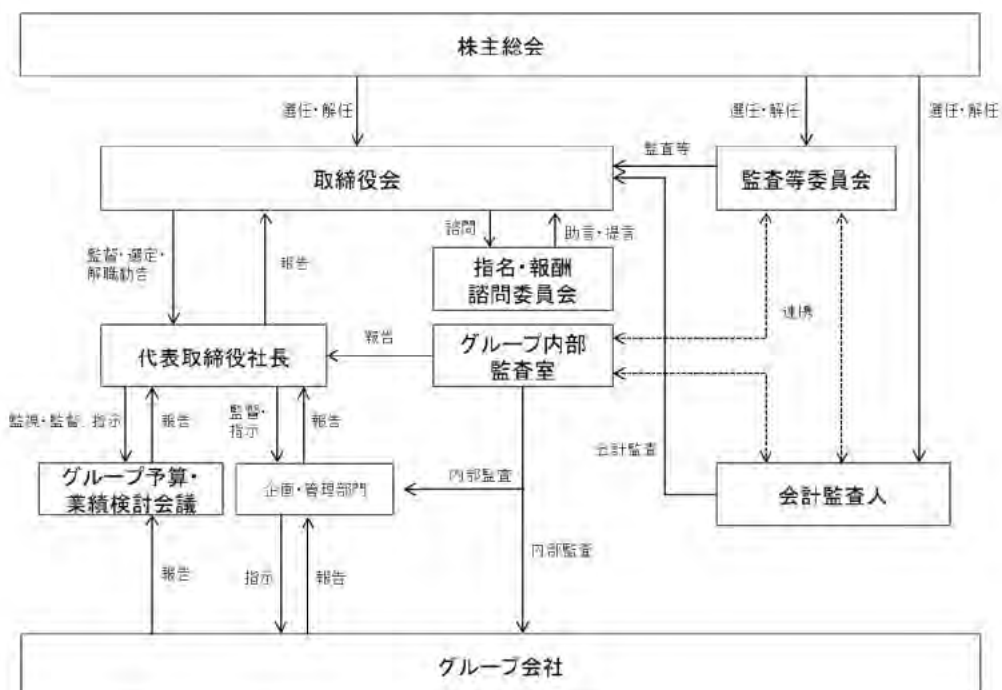 株主総会
選任・解任
選任・解任
選任・解任
取締役会
監査等
監査等委員会
諮問
助言・提言
監督・選定・
解職勧告
報告
指名・報酬
諮問委員会
連携
代表取締役社長
報告
グループ内部
監査室
監視・監督、指示
報告
監督・
指示
報告
会計監査
グループ予算・
業績検討会議
企画・管理部門
内部監査
会計監査人
内部監査
報告
指示
報告
グループ会社